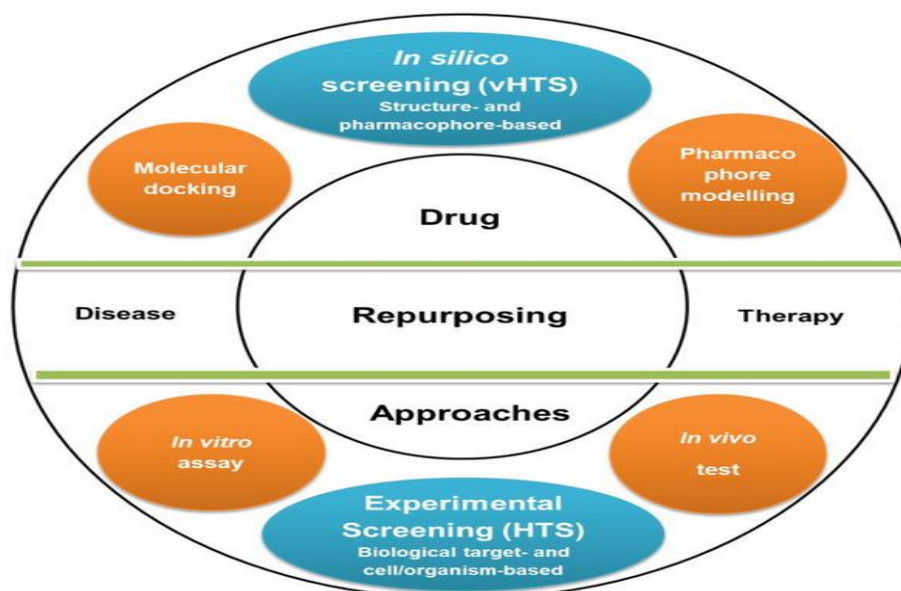 In silico
screening (vHTS)
Structure- and
pharmacophore-based
Molecular
docking
Pharmaco
phore
modelling
Drug
Disease
Repurposing
Therapy
Approaches
In vitro
assay
In vivo
test
Experimental
Screening (HTS)
Biological target- and
cell/organism-based